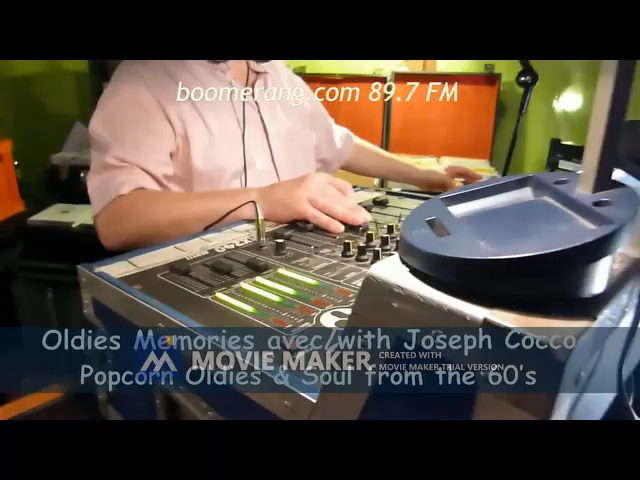 boomerang.com 89.7 FM
Oldies Memories avec/with Joseph Cocco
MOVIE MAKER
CREATED WITH
MOVIE MAKER TRIAL VERSION
Popcorn Oldies & Soul from the 60's